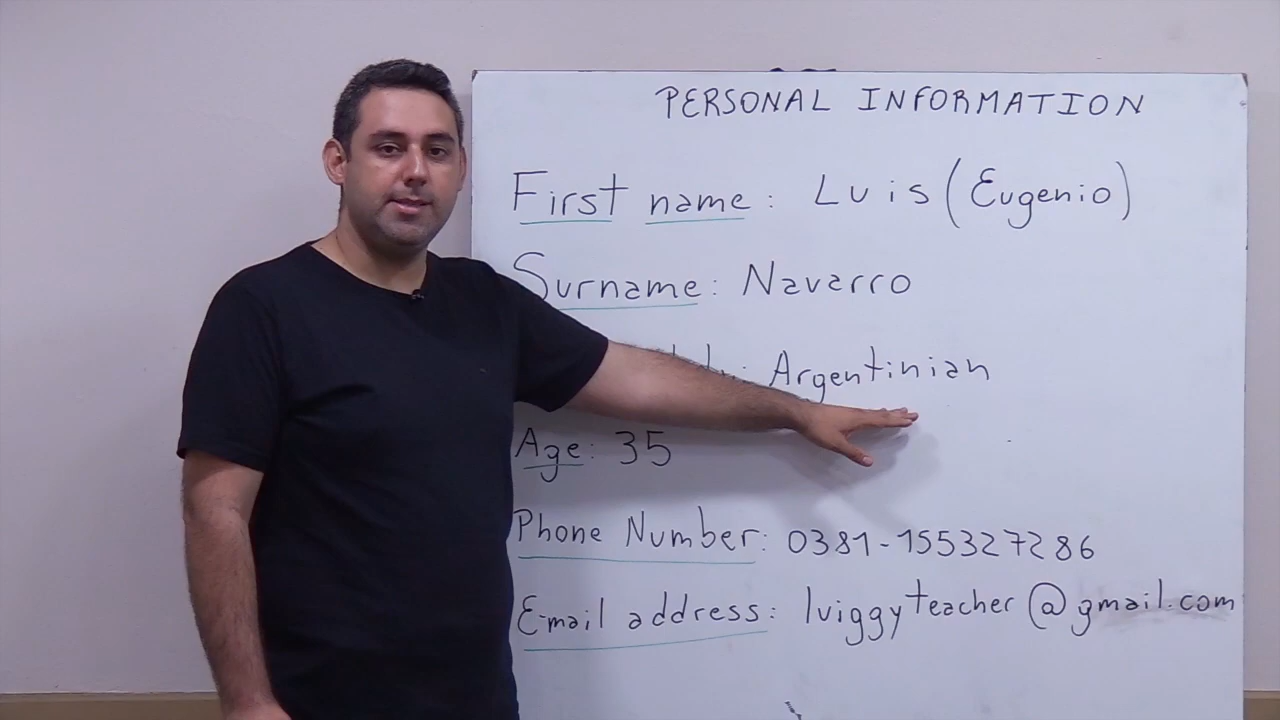 PERSONAL INFORMATION
First name: Luis (Eugenio)
Surname: Navarro
Argentinian
Age: 35
Phone Number: 0381-155327286
E-mail address: luiggyteacher@gmail.com